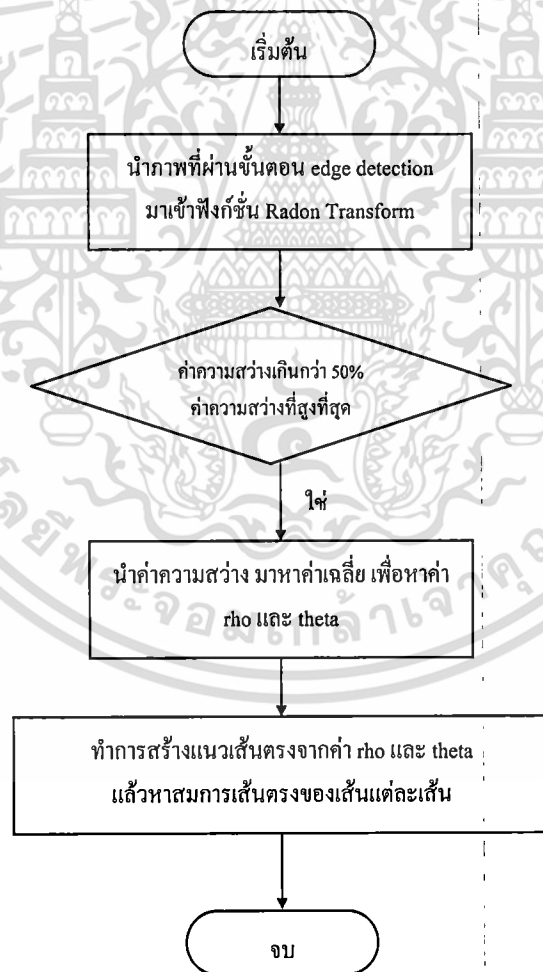 เริ่มต้น
นำภาพที่ผ่านขั้นตอน edge detection
มาเข้าฟังก์ชั่น Radon Transform
ค่าความสว่างเกินกว่า 50%
ค่าความสว่างที่สูงที่สุด
ใช่
นำค่าความสว่าง มาหาค่าเฉลี่ย เพื่อหาค่า
rho และ theta
ทำการสร้างแนวเส้นตรงจากค่า rho และ theta
แล้วหาสมการเส้นตรงของเส้นแต่ละเส้น
จบ